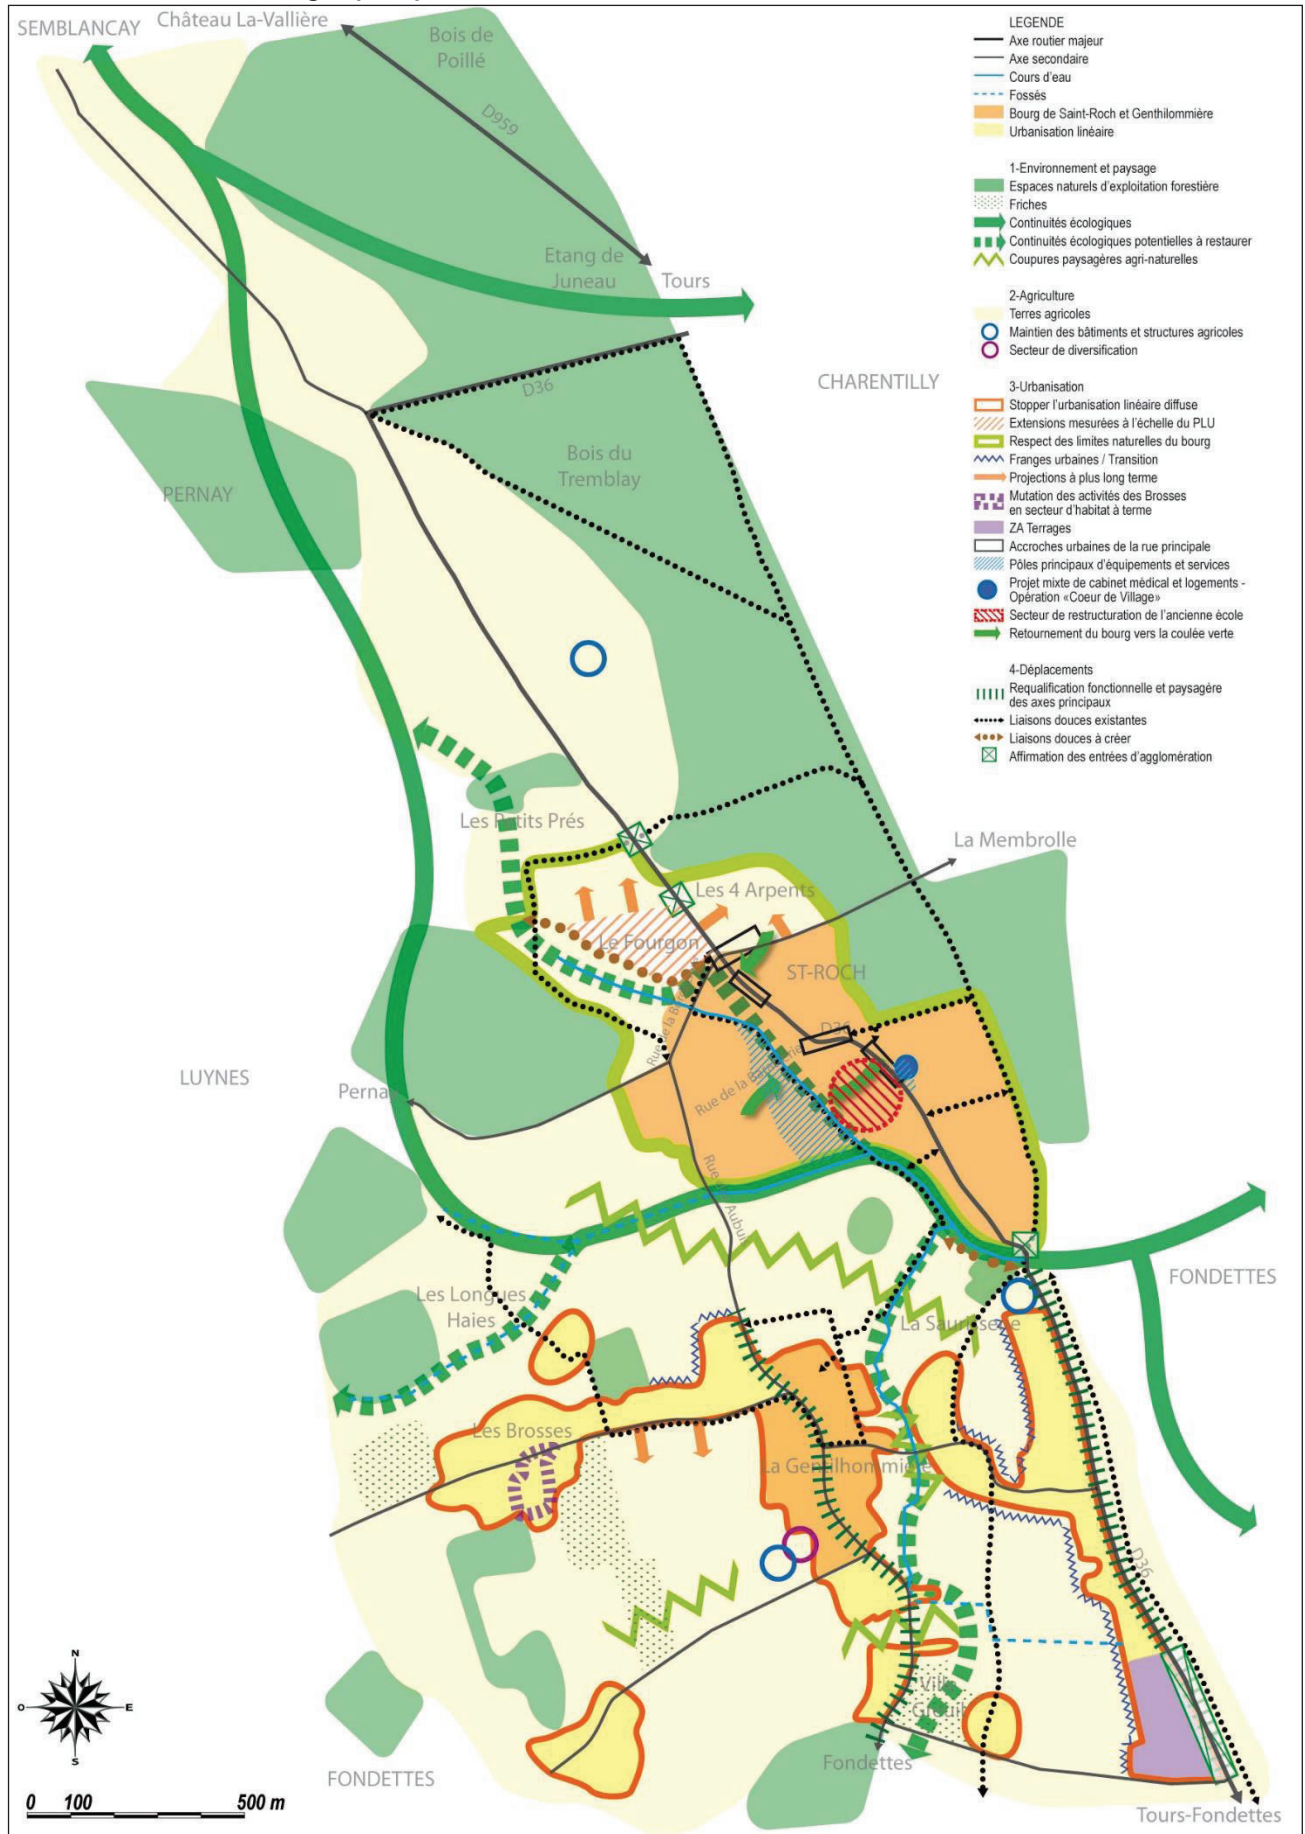 SEMBLANCAY
Château La-Vallière
Bois de
Poillé
D959
Etang de
Juneau
Tours
D36
CHARENTILLY
Bois du
Tremblay
PERNAY
Les Petits Prés
La Membrolle
Les 4 Arpents
Le Fourgon
ST-ROCH
D36
Rue de la
Rue de la
LUYNES
Rue
FONDETTES
Les Longues
Haies
Les Brosses
La Gentilhommière
D36
Fondettes
FONDETTES
Tours-Fondettes
N
O
E
S
0 100 500 m
LEGENDE
Axe routier majeur
Axe secondaire
Cours d'eau
Fossés
Bourg de Saint-Roch et Genthilommière
Urbanisation linéaire
1-Environnement et paysage
Espaces naturels d'exploitation forestière
Friches
Continuités écologiques
Continuités écologiques potentielles à restaurer
Coupures paysagères agri-naturelles
2-Agriculture
Terres agricoles
Maintien des bâtiments et structures agricoles
Secteur de diversification
3-Urbanisation
Stopper l'urbanisation linéaire diffuse
Extensions mesurées à l'échelle du PLU
Respect des limites naturelles du bourg
Franges urbaines / Transition
Projections à plus long terme
Mutation des activités des Brosses
en secteur d'habitat à terme
ZA Terrages
Accroches urbaines de la rue principale
Pôles principaux d'équipements et services
Projet mixte de cabinet médical et logements -
Opération «Coeur de Village»
Secteur de restructuration de l'ancienne école
Retournement du bourg vers la coulée verte
4-Déplacements
Requalification fonctionnelle et paysagère
des axes principaux
Liaisons douces existantes
Liaisons douces à créer
Affirmation des entrées d'agglomération